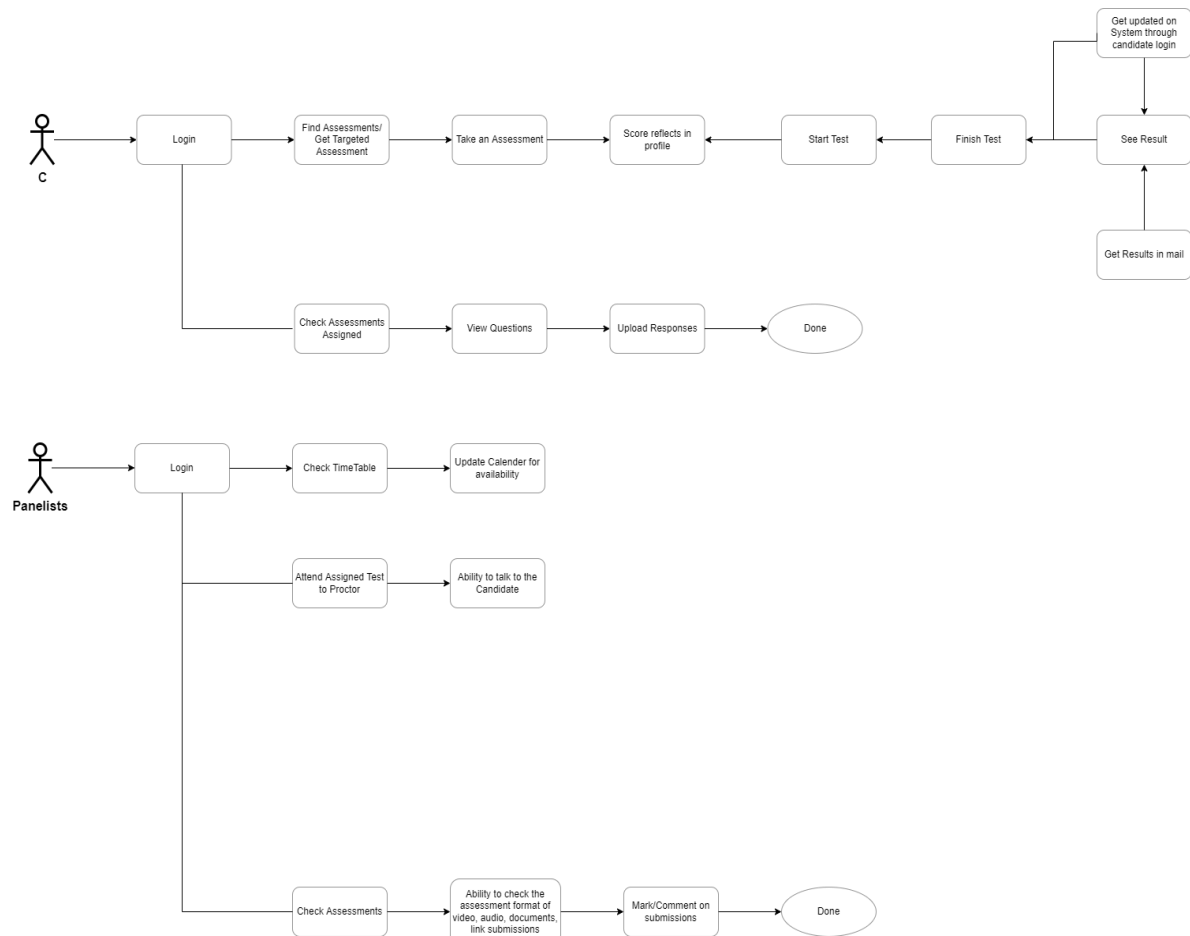 Get updated on
System through
candidate login
Login
Find Assessments/
Get Targeted
Assessment
Take an Assessment
Score reflects in
profile
Start Test
Finish Test
See Result
C
Get Results in mail
Check Assessments
Assigned
View Questions
Upload Responses
Done
Login
Check TimeTable
Update Calender for
availability
Panelists
Attend Assigned Test
to Proctor
Ability to talk to the
Candidate
Check Assessments
Ability to check the
assessment format of
video, audio, documents,
link submissions
Mark/Comment on
submissions
Done